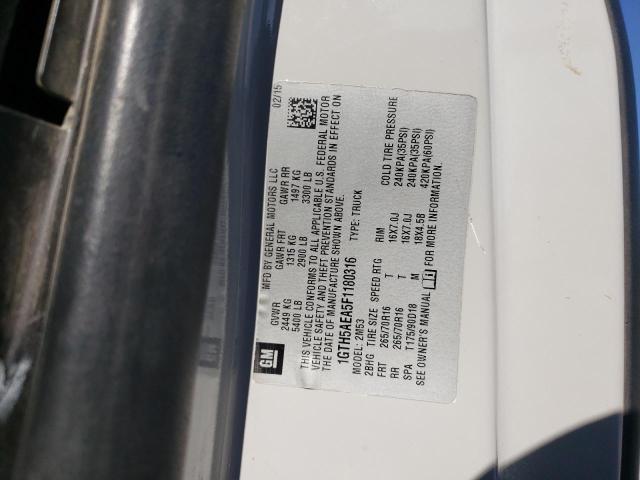 GM
MFD BY GENERAL MOTORS LLC
02/15
GVWR GAWR FRT GAWR RR
2449 KG 1315 KG 1497 KG
5400 LB 2900 LB 3300 LB
THIS VEHICLE CONFORMS TO ALL APPLICABLE U.S. FEDERAL MOTOR
VEHICLE SAFETY AND THEFT PREVENTION STANDARDS IN EFFECT ON
THE DATE OF MANUFACTURE SHOWN ABOVE.
1GTH5AEA5F1180316 TYPE: TRUCK
MODEL: 2M53
2BHG TIRE SIZE SPEED RTG RIM COLD TIRE PRESSURE
FRT 265/70R16 T 16X7.0J 240KPA(35PSI)
RR 265/70R16 T 16X7.0J 240KPA(35PSI)
SPA T175/90D18 M 18X4.5B 420KPA(60PSI)
SEE OWNER'S MANUAL FOR MORE INFORMATION.